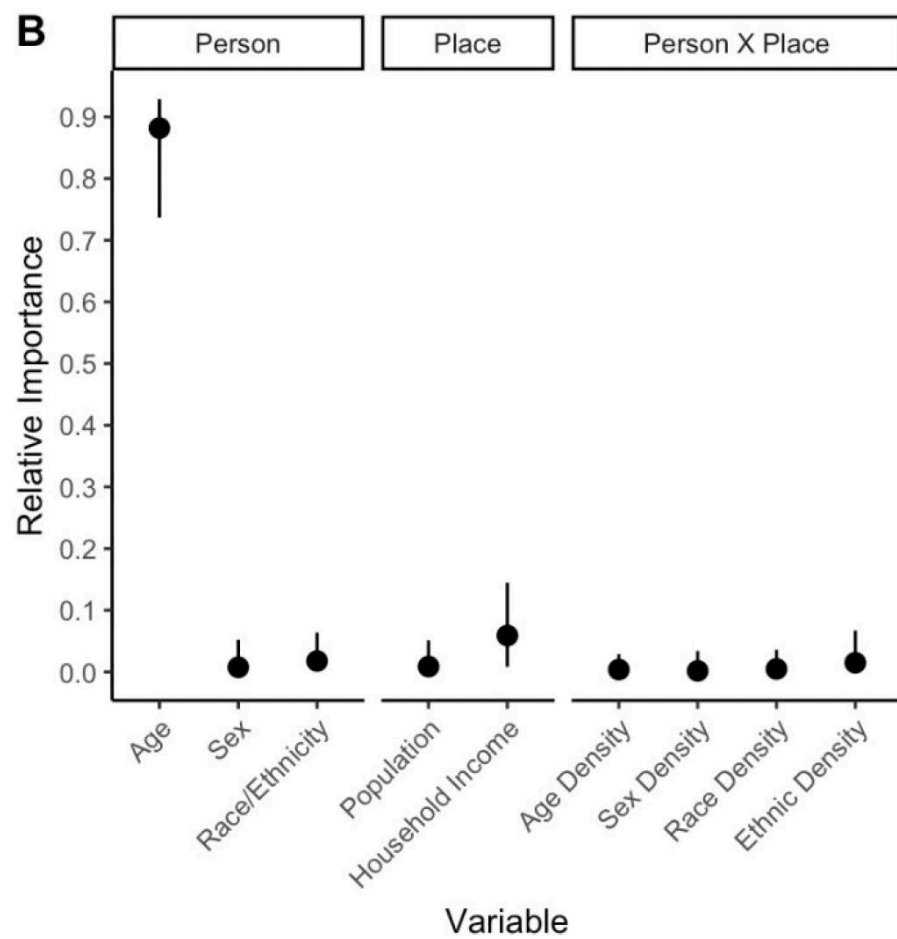 B
Person
Place
Person X Place
Relative Importance
0.9
0.8
0.7
0.6
0.5
0.4
0.3
0.2
0.1
0.0
Age
Sex
Race/Ethnicity
Population
Household Income
Age Density
Sex Density
Race Density
Ethnic Density
Variable